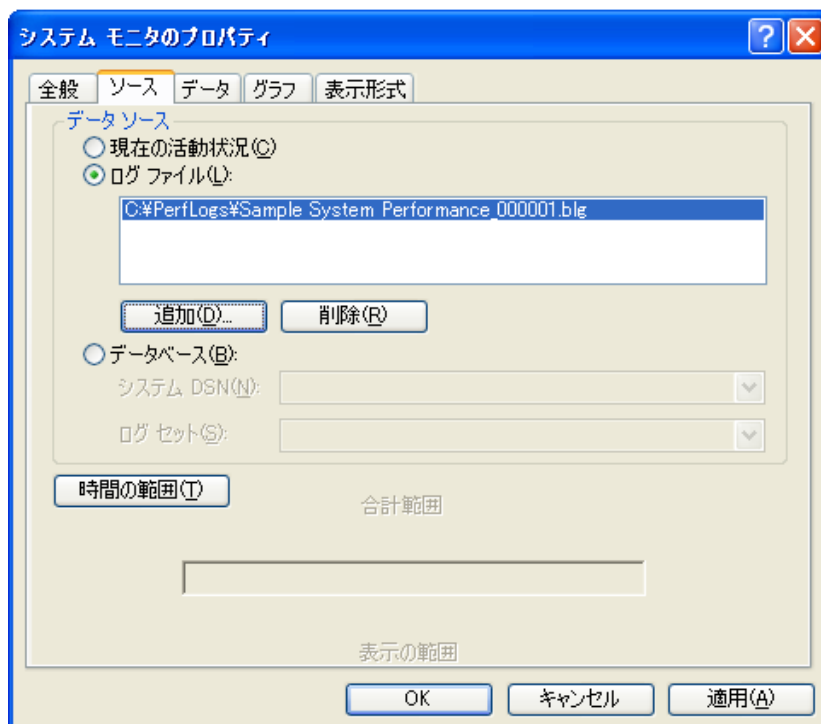 システム モニタのプロパティ
全般 ソース データ グラフ 表示形式
データ ソース
現在の活動状況(C)
ログ ファイル(L):
C:¥PerfLogs¥Sample System Performance_000001.blg
追加(D)... 削除(R)
データベース(B):
システム DSN(N):
ログ セット(S):
時間の範囲(T)
合計範囲
表示の範囲
OK キャンセル 適用(A)